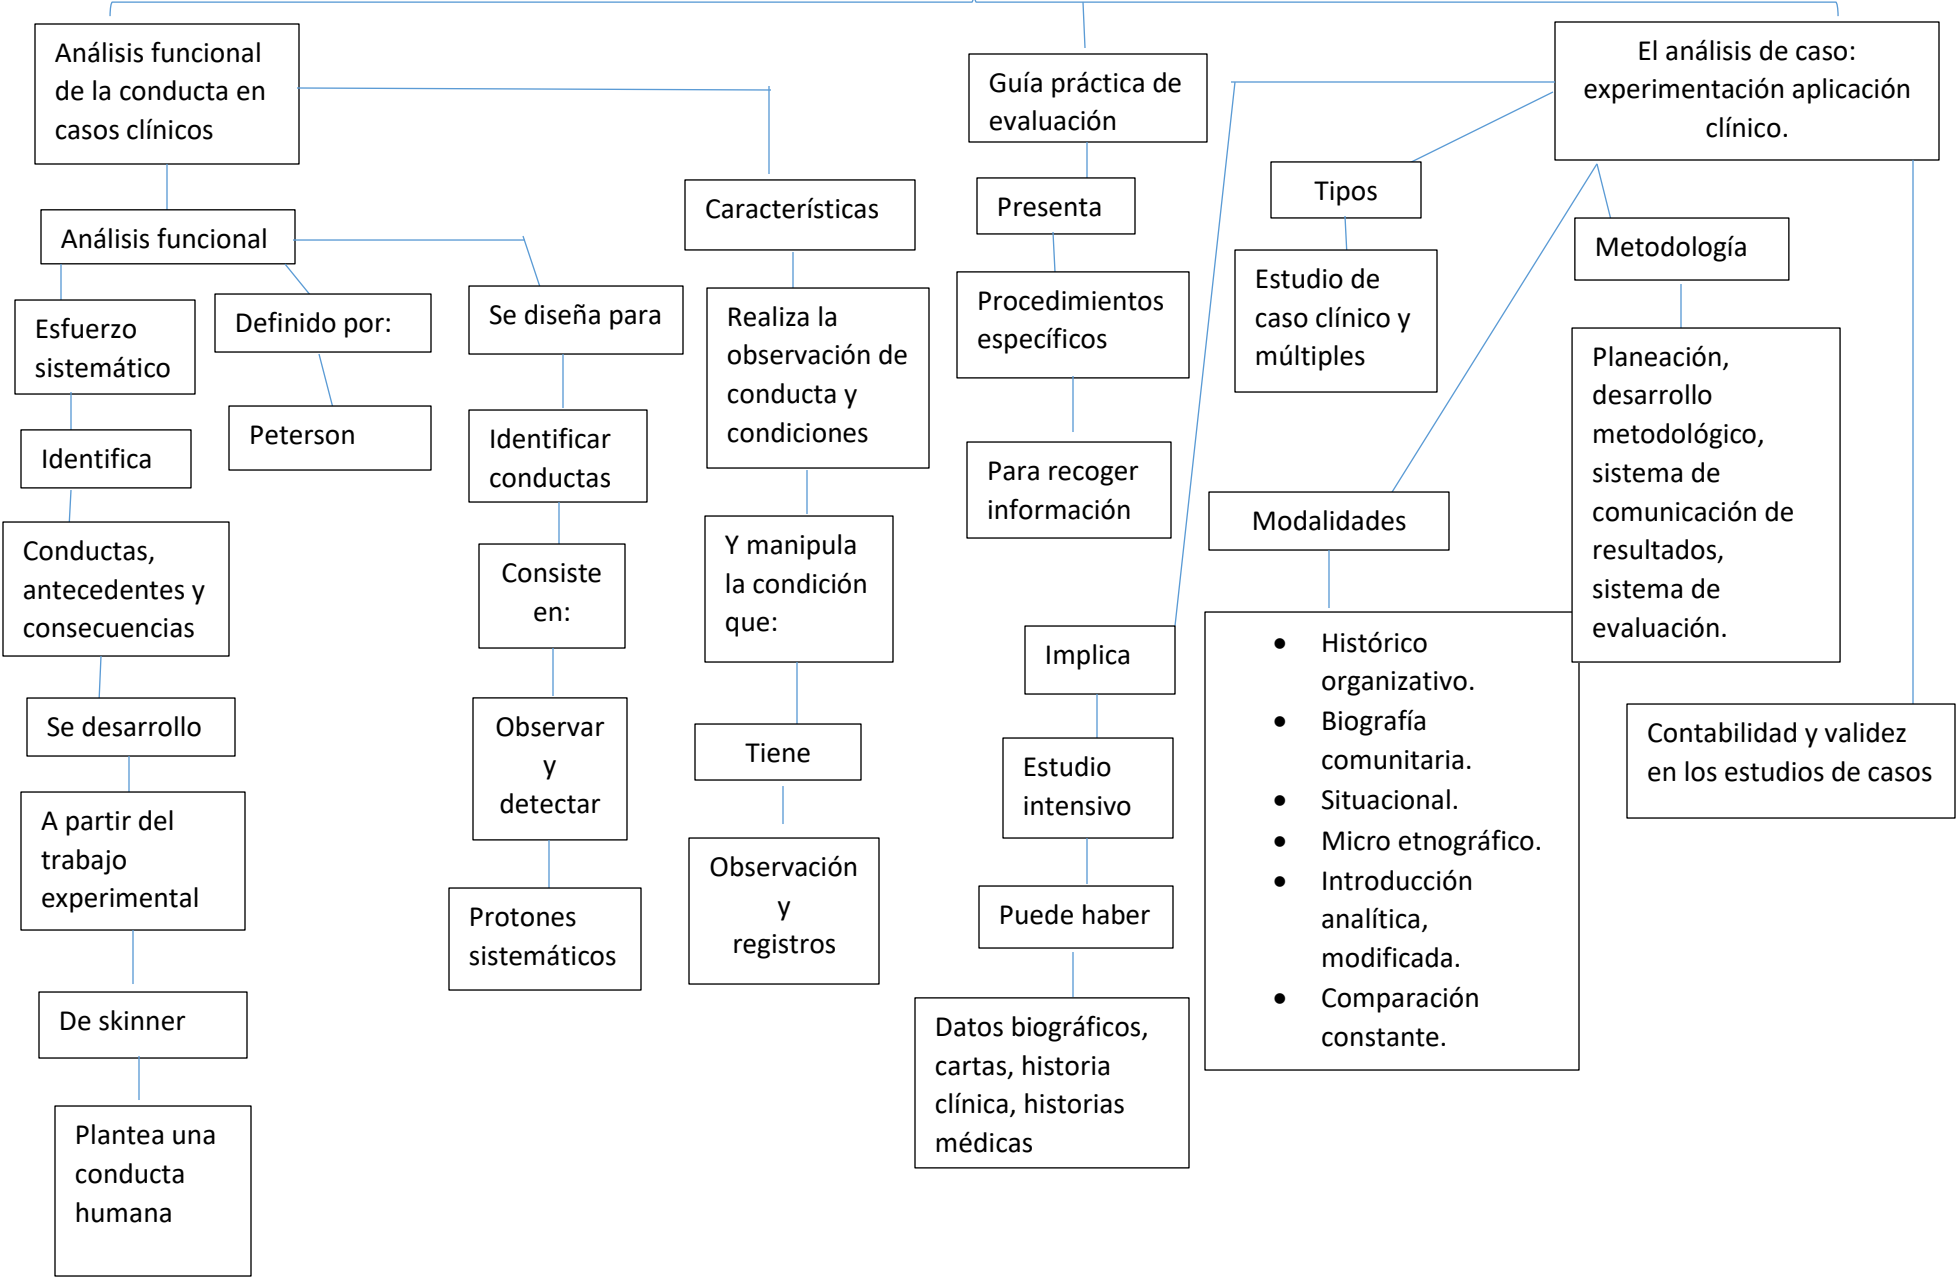 Análisis funcional
de la conducta en
casos clínicos
Análisis funcional
Esfuerzo
sistemático
Identifica
Conductas,
antecedentes y
consecuencias
Se desarrollo
A partir del
trabajo
experimental
De skinner
Plantea una
conducta
humana
Definido por:
Peterson
Se diseña para
Identificar
conductas
Consiste
en:
Observar
y
detectar
Protones
sistemáticos
Características
Realiza la
observación de
conducta y
condiciones
Y manipula
la condición
que:
Tiene
Observación
y
registros
Guía práctica de
evaluación
Presenta
Procedimientos
específicos
Para recoger
información
El análisis de caso:
experimentación aplicación
clínico.
Implica
Estudio
intensivo
Puede haber
Datos biográficos,
cartas, historia
clínica, historias
médicas
Tipos
Estudio de
caso clínico y
múltiples
Modalidades
• Histórico
organizativo.
• Biografía
comunitaria.
• Situacional.
• Micro etnográfico.
• Introducción
analítica,
modificada.
• Comparación
constante.
Metodología
Planeación,
desarrollo
metodológico,
sistema de
comunicación de
resultados,
sistema de
evaluación.
Contabilidad y validez
en los estudios de casos